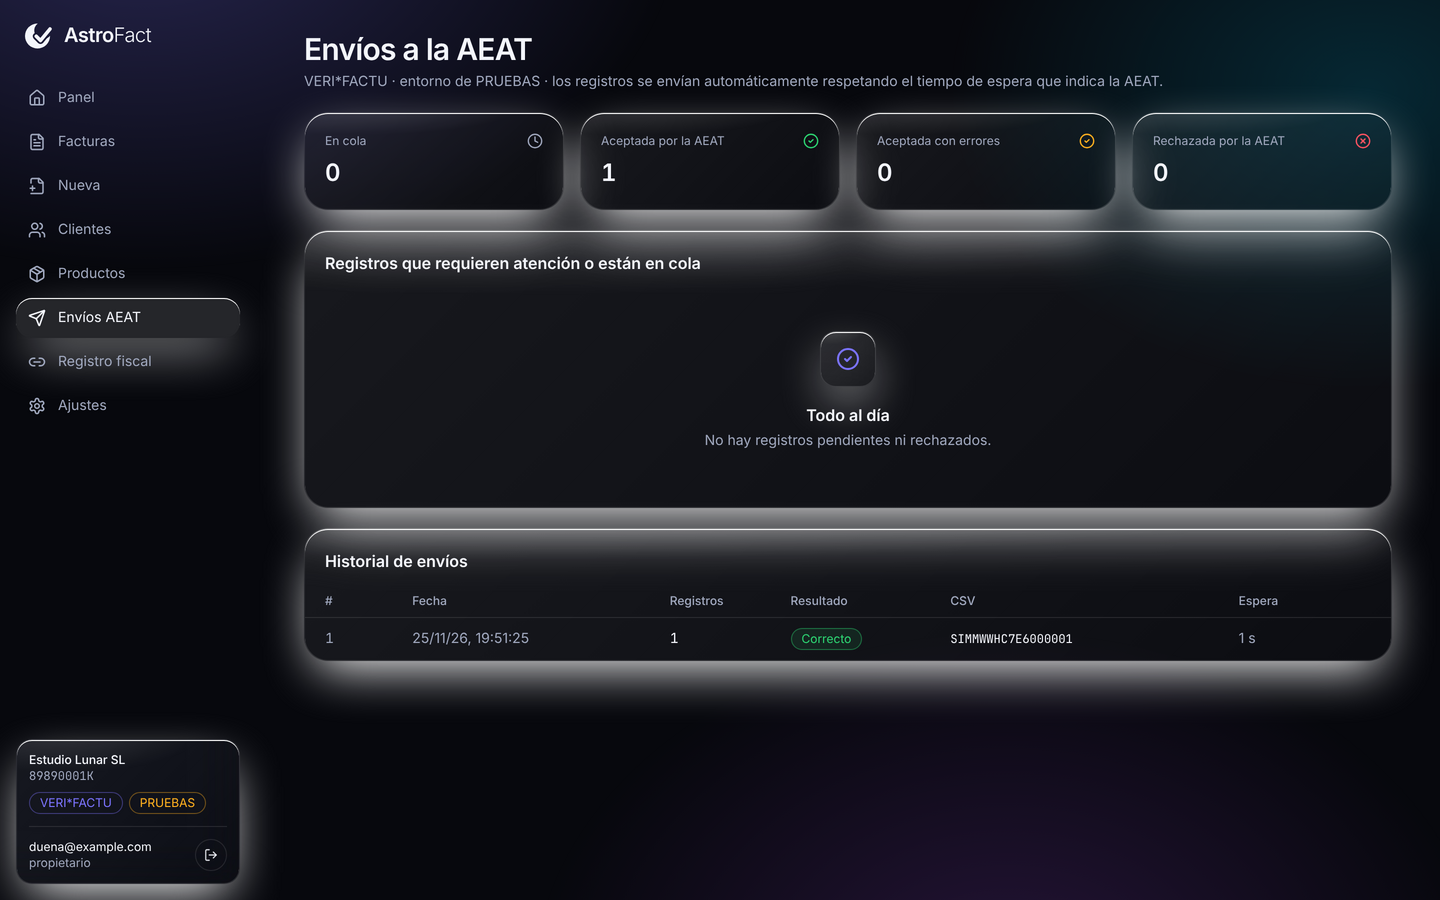 AstroFact
Panel
Facturas
Nueva
Clientes
Productos
Envíos AEAT
Registro fiscal
Ajustes
Estudio Lunar SL
89890001K
VERI*FACTU PRUEBAS
duena@example.com
propietario
Envíos a la AEAT
VERI*FACTU · entorno de PRUEBAS · los registros se envían automáticamente respetando el tiempo de espera que indica la AEAT.
En cola
0
Aceptada por la AEAT
1
Aceptada con errores
0
Rechazada por la AEAT
0
Registros que requieren atención o están en cola
Todo al día
No hay registros pendientes ni rechazados.
Historial de envíos
# Fecha Registros Resultado CSV Espera
1 25/11/26, 19:51:25 1 Correcto SIMMWWHC7E6000001 1 s